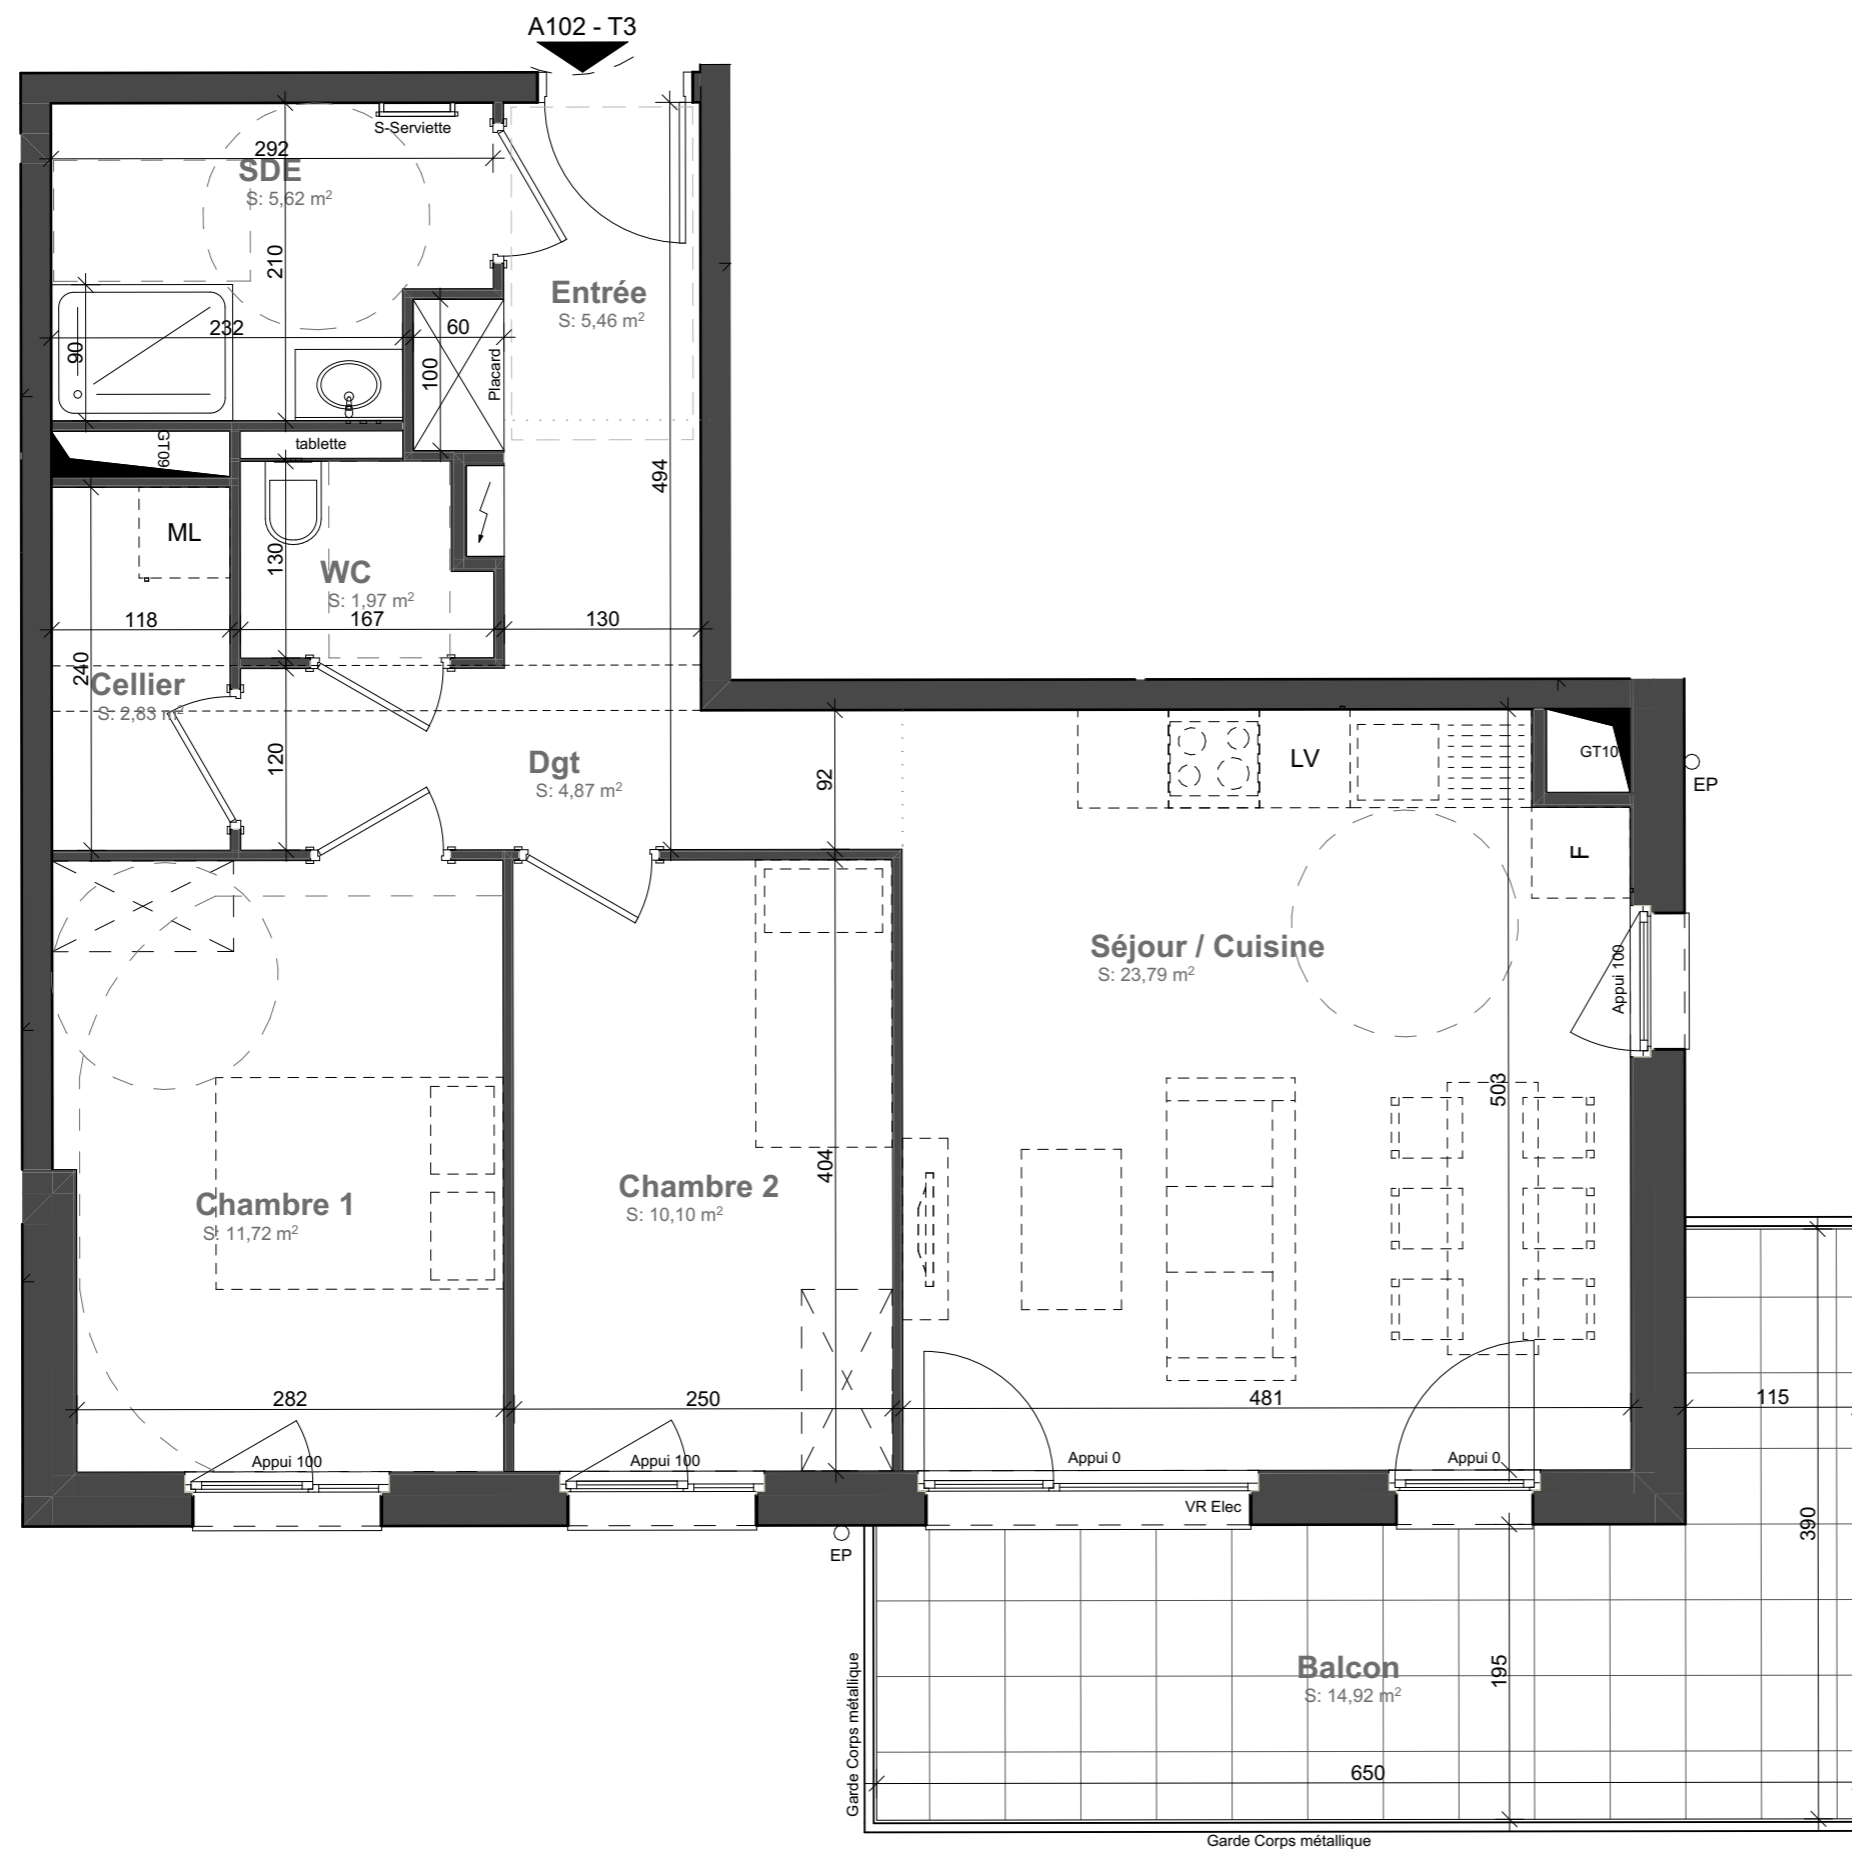 A102 - T3
S-Serviette
292
SDE
S: 5,62 m²
210
Entrée
S: 5,46 m²
232
60
90
100
Placard
tablette
GT09
494
ML
130
WC
S: 1,97 m²
118
167
130
240
Cellier
S: 2,83 m²
120
Dgt
S: 4,87 m²
92
LV
GT10
EP
F
Séjour / Cuisine
S: 23,79 m²
Appui 100
503
404
Chambre 1
S: 11,72 m²
Chambre 2
S: 10,10 m²
282
250
481
115
Appui 100
Appui 100
Appui 0
Appui 0
VR Elec
EP
390
Garde Corps métallique
Balcon
S: 14,92 m²
195
650
Garde Corps métallique